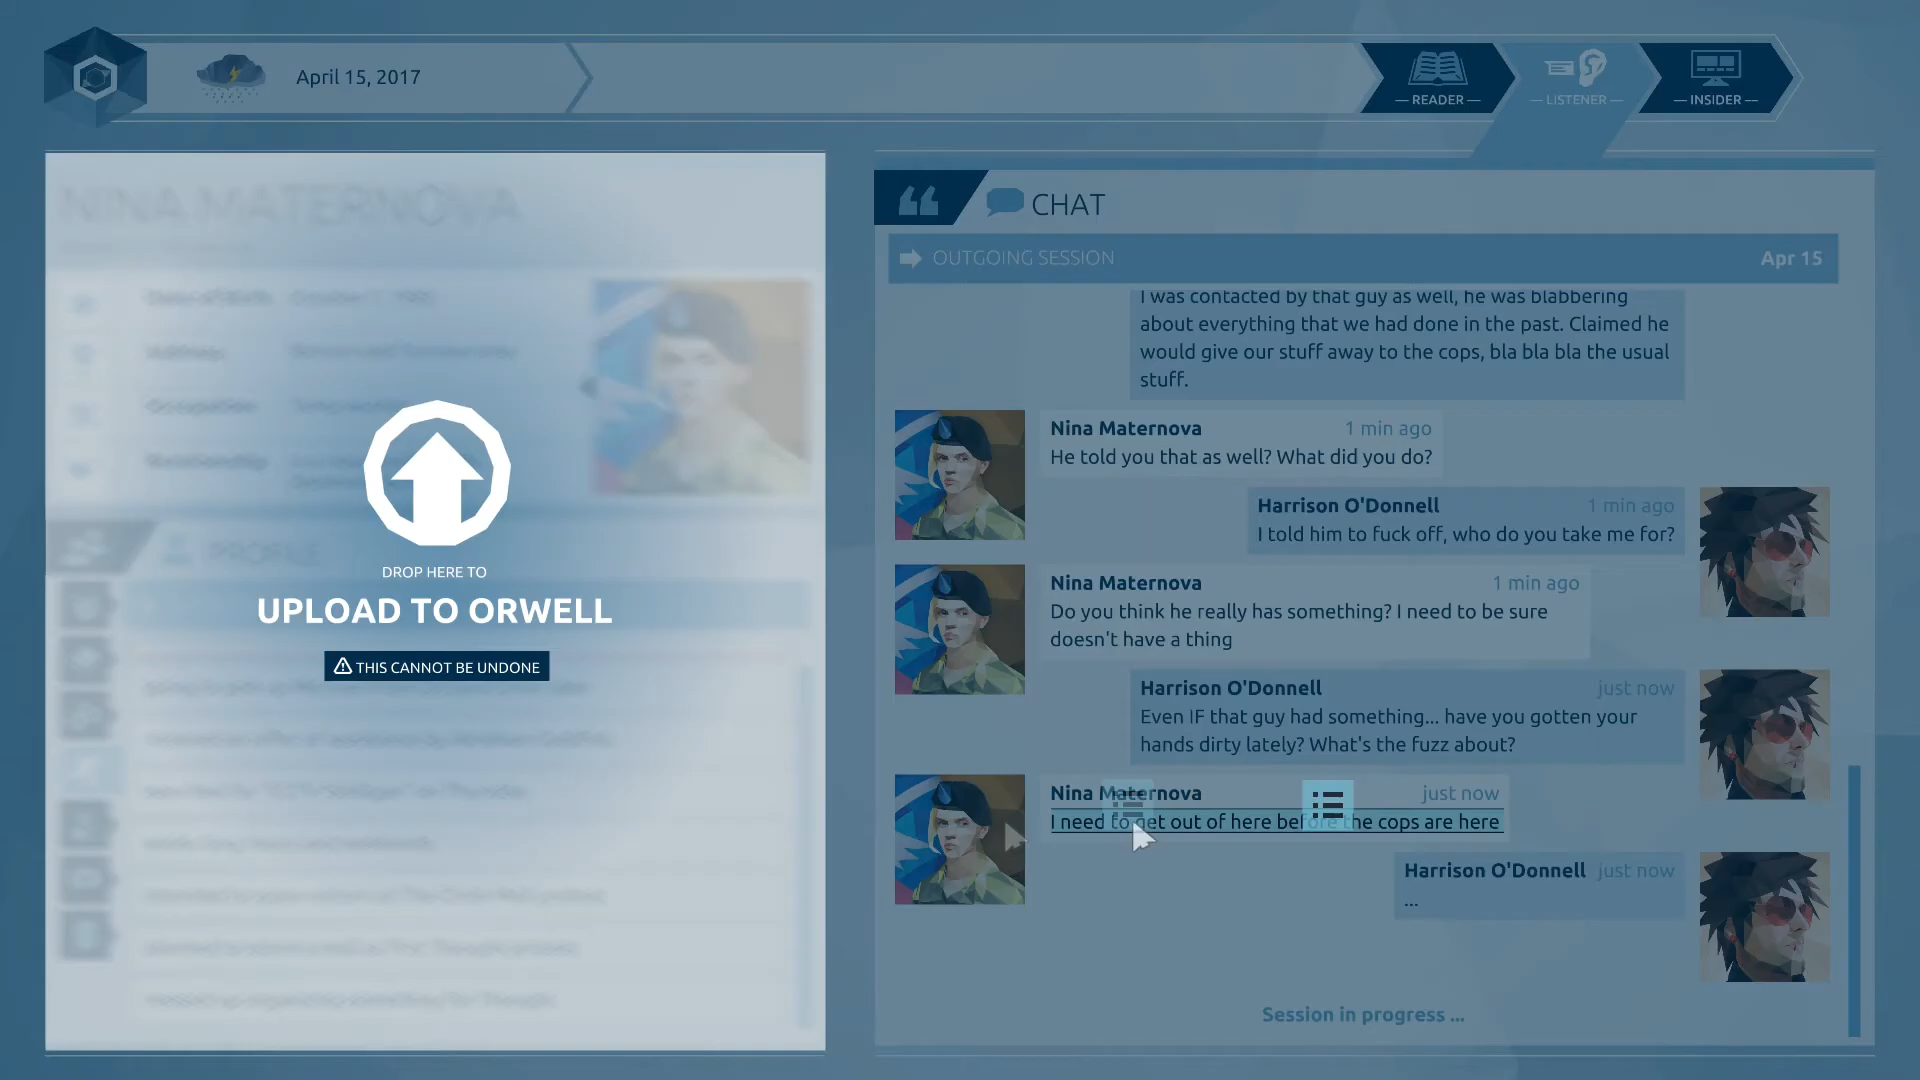 April 15, 2017
— READER —
— LISTENER —
— INSIDER —
NINA MATERNOVA
DROP HERE TO
UPLOAD TO ORWELL
THIS CANNOT BE UNDONE
CHAT
OUTGOING SESSION
Apr 15
I was contacted by that guy as well, he was blabbering
about everything that we had done in the past. Claimed he
would give our stuff away to the cops, bla bla bla the usual
stuff.
Nina Maternova 1 min ago
He told you that as well? What did you do?
Harrison O'Donnell 1 min ago
I told him to fuck off, who do you take me for?
Nina Maternova 1 min ago
Do you think he really has something? I need to be sure
doesn't have a thing
Harrison O'Donnell just now
Even IF that guy had something... have you gotten your
hands dirty lately? What's the fuzz about?
Nina Maternova just now
I need to get out of here before the cops are here
Harrison O'Donnell just now
...
Session in progress ...